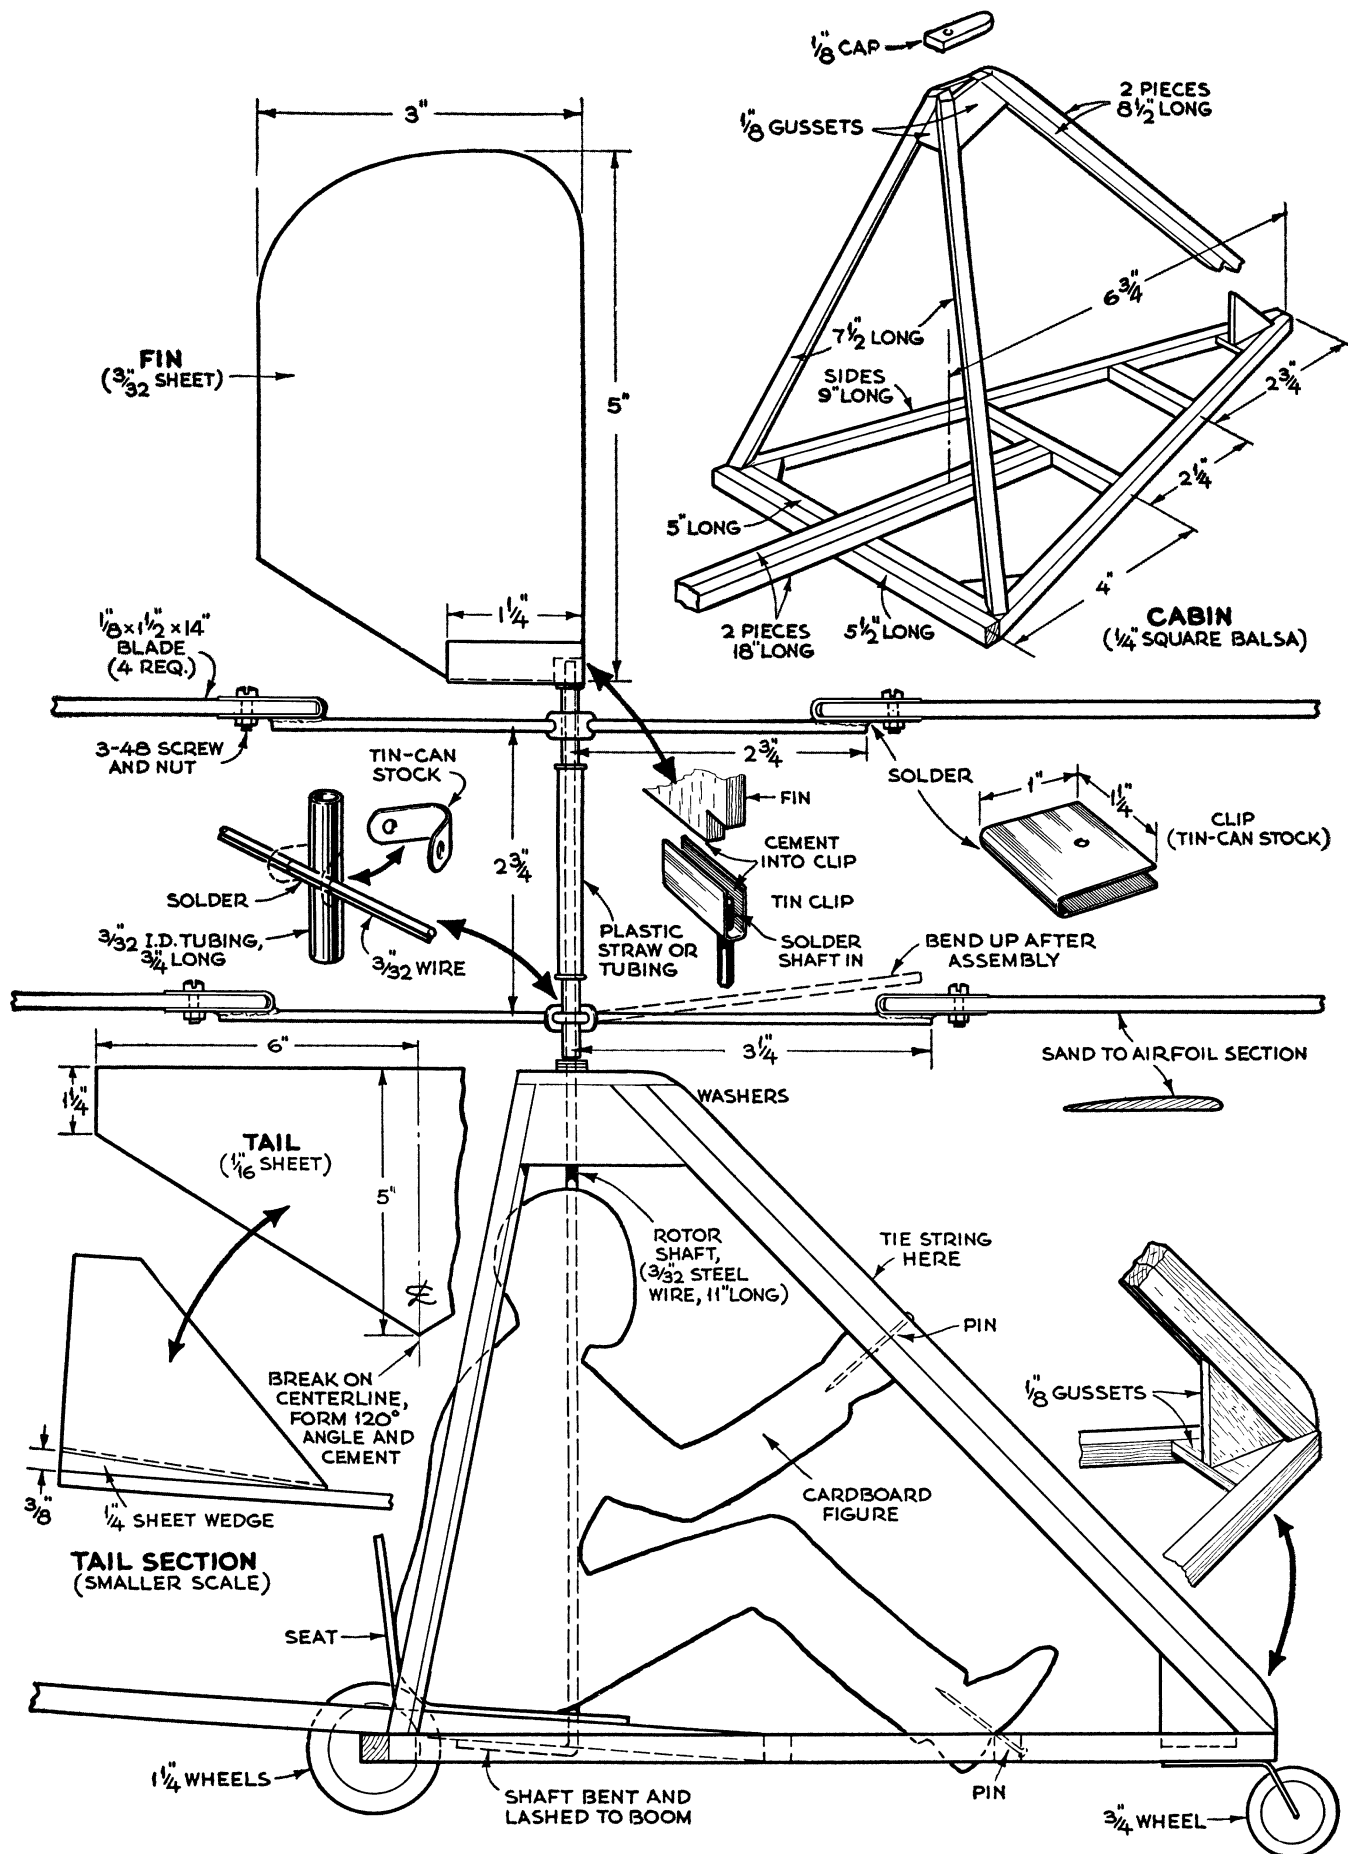 1/8" CAP
2 PIECES
8 1/2" LONG
1/8" GUSSETS
3"
6 3/4"
7 1/2" LONG
FIN
(3/32" SHEET)
SIDES
9" LONG
5"
2 3/4"
2 1/4"
5" LONG
4"
1 1/4"
1/8 x 1 1/2" x 14"
BLADE
(4 REQ.)
2 PIECES
18" LONG
5 1/2" LONG
CABIN
(1/4" SQUARE BALSA)
3-48 SCREW
AND NUT
TIN-CAN
STOCK
2 3/4"
SOLDER
1"
1 1/4"
FIN
CLIP
(TIN-CAN STOCK)
CEMENT
INTO CLIP
2 3/4"
SOLDER
TIN CLIP
3/32" I.D. TUBING,
3/4" LONG
3/32" WIRE
PLASTIC
STRAW OR
TUBING
SOLDER
SHAFT IN
BEND UP AFTER
ASSEMBLY
6"
3 1/4"
SAND TO AIRFOIL SECTION
1 1/4"
WASHERS
TAIL
(1/16" SHEET)
5"
ROTOR
SHAFT,
(3/32" STEEL
WIRE, 11" LONG)
TIE STRING
HERE
℄
PIN
BREAK ON
CENTERLINE,
FORM 120°
ANGLE AND
CEMENT
1/8" GUSSETS
3/8"
1/4" SHEET WEDGE
CARDBOARD
FIGURE
TAIL SECTION
(SMALLER SCALE)
SEAT
1 1/4" WHEELS
SHAFT BENT AND
LASHED TO BOOM
PIN
3/4" WHEEL